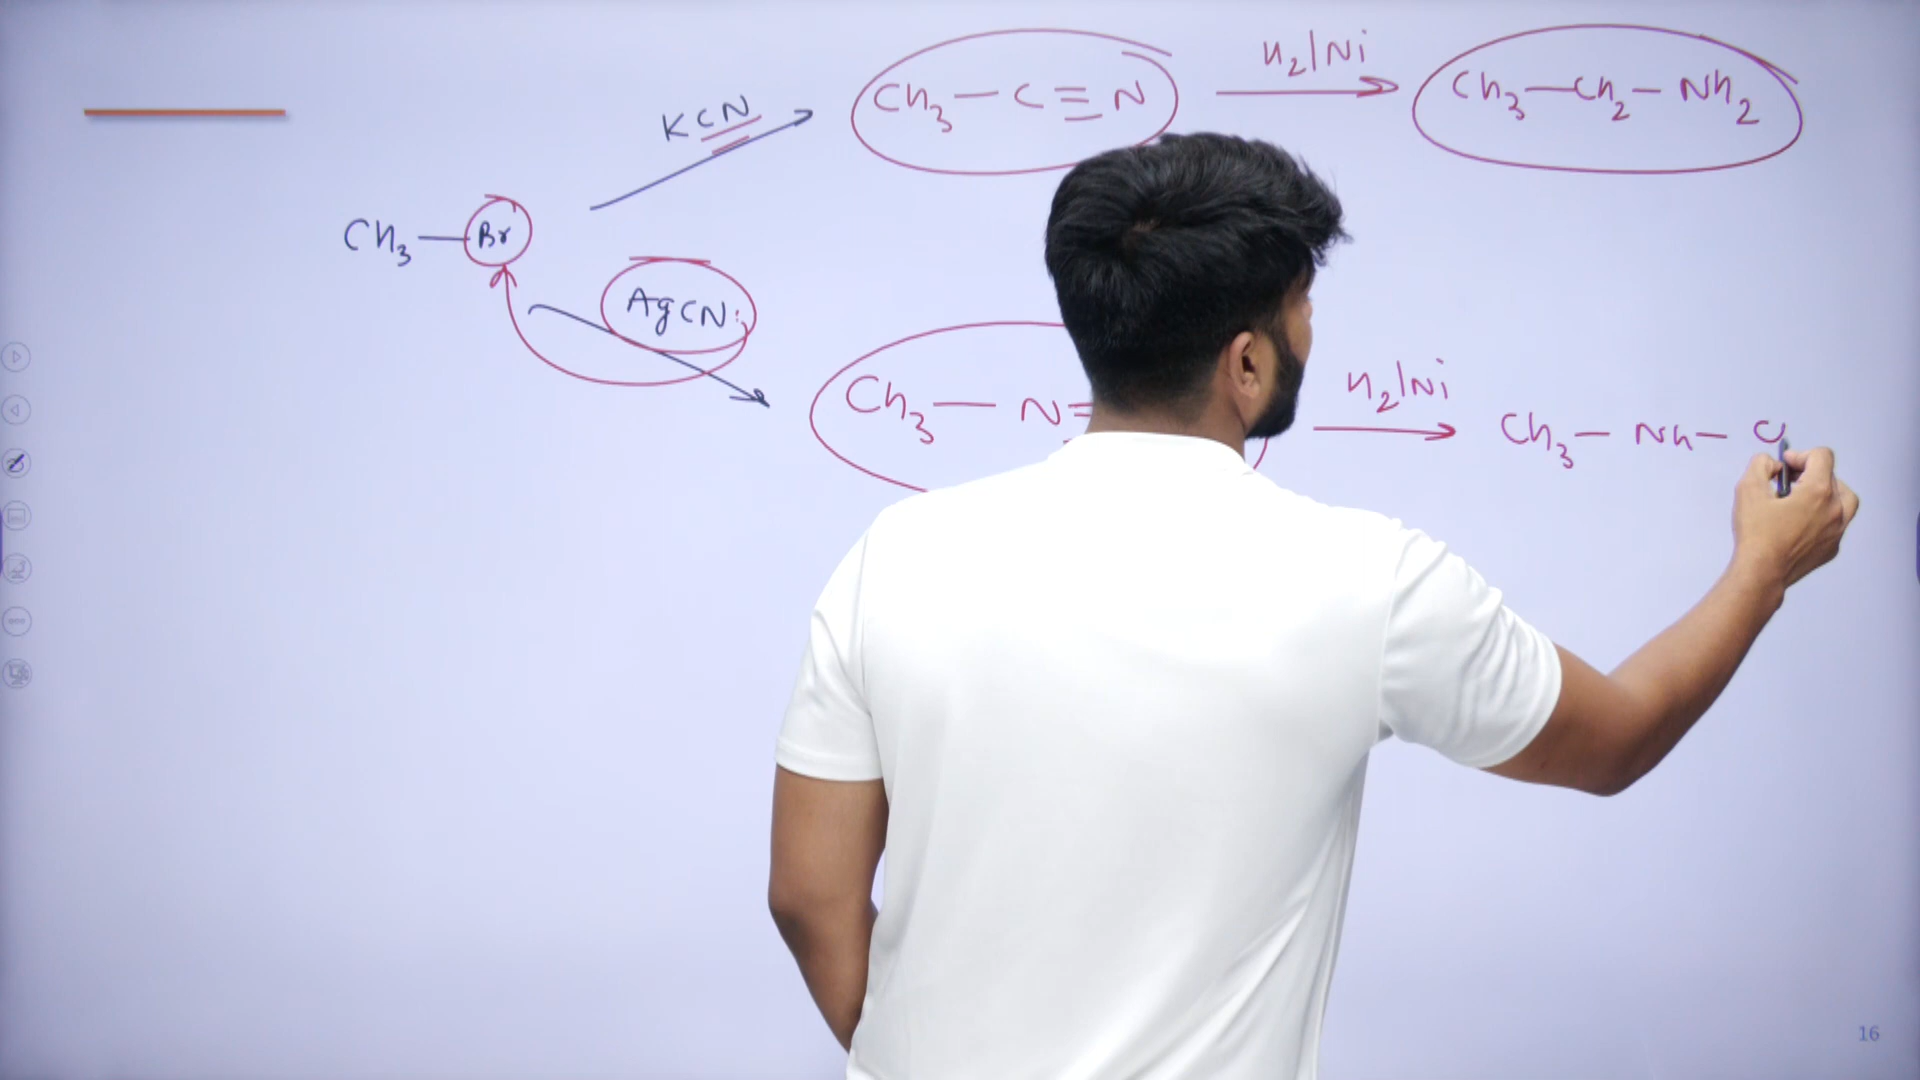 KCN
CH₃—C≡N
H₂/Ni
CH₃—CH₂—NH₂
CH₃—Br
AgCN:
CH₃—N
H₂/Ni
CH₃—NH—C
16